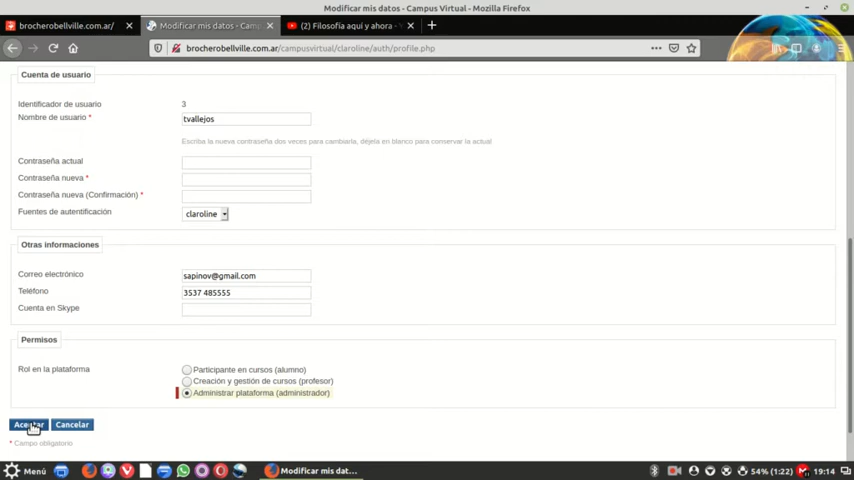 Modificar mis datos - Campus Virtual - Mozilla Firefox
brocherobellville.com.ar/
Modificar mis datos - Campus Virtual
(2) Filosofía aquí y ahora - Y
brocherobellville.com.ar/campusvirtual/claroline/auth/profile.php
Cuenta de usuario
Identificador de usuario 3
Nombre de usuario * tvallejos
Escriba la nueva contraseña dos veces para cambiarla, déjela en blanco para conservar la actual
Contraseña actual
Contraseña nueva *
Contraseña nueva (Confirmación) *
Fuentes de autentificación claroline
Otras informaciones
Correo electrónico sapinov@gmail.com
Teléfono 3537 485555
Cuenta en Skype
Permisos
Rol en la plataforma Participante en cursos (alumno)
Creación y gestión de cursos (profesor)
Administrar plataforma (administrador)
Aceptar Cancelar
* Campo obligatorio
Menú Modificar mis dat... 54% (1:22) 19:14